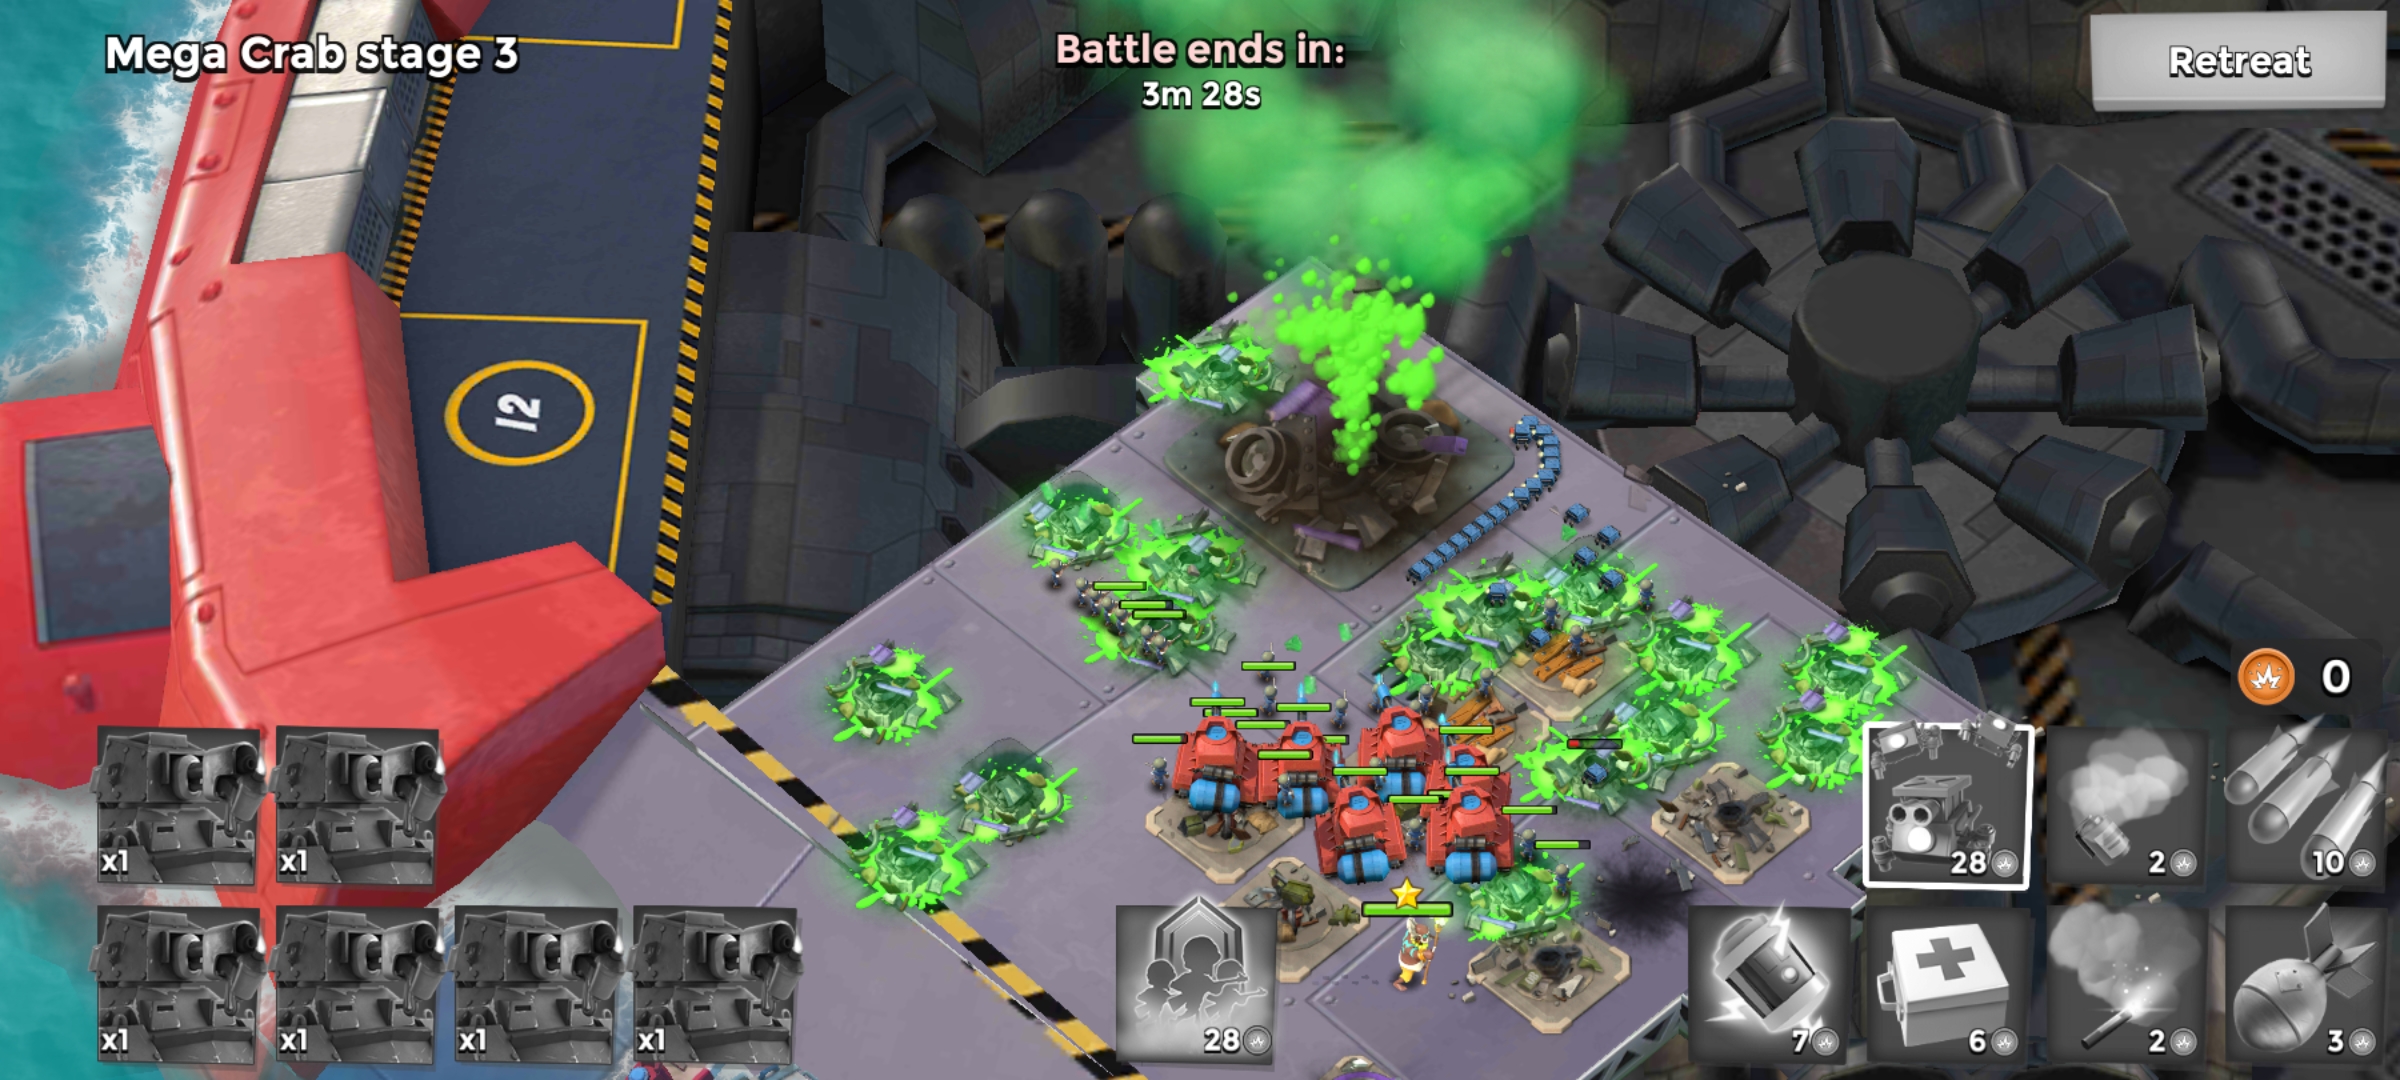 Mega Crab stage 3
Battle ends in:
3m 28s
Retreat
12
0
x1
x1
28
2
10
x1
x1
x1
x1
28
7
6
2
3